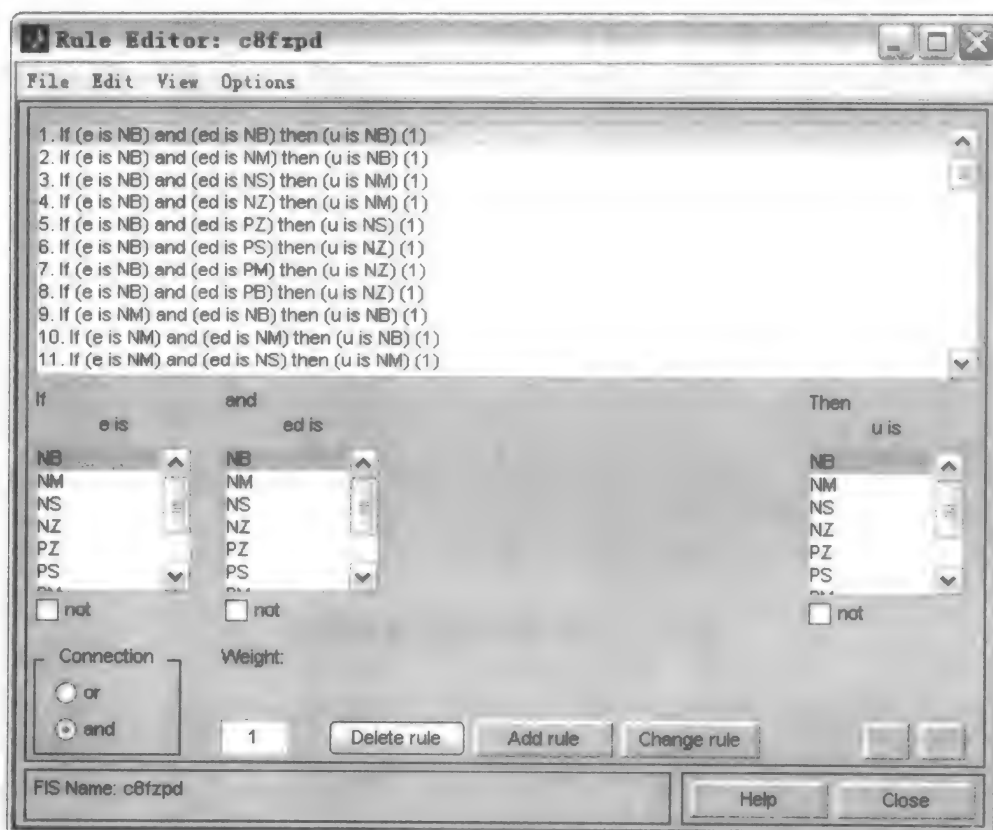 Rule Editor: c8fzpd
File Edit View Options
1. If (e is NB) and (ed is NB) then (u is NB) (1)
2. If (e is NB) and (ed is NM) then (u is NB) (1)
3. If (e is NB) and (ed is NS) then (u is NM) (1)
4. If (e is NB) and (ed is NZ) then (u is NM) (1)
5. If (e is NB) and (ed is PZ) then (u is NS) (1)
6. If (e is NB) and (ed is PS) then (u is NZ) (1)
7. If (e is NB) and (ed is PM) then (u is NZ) (1)
8. If (e is NB) and (ed is PB) then (u is NZ) (1)
9. If (e is NM) and (ed is NB) then (u is NB) (1)
10. If (e is NM) and (ed is NM) then (u is NB) (1)
11. If (e is NM) and (ed is NS) then (u is NM) (1)
If and Then
e is ed is u is
NB NB NB
NM NM NM
NS NS NS
NZ NZ NZ
PZ PZ PZ
PS PS PS
not not not
Connection Weight:
or
and 1 Delete rule Add rule Change rule
FIS Name: c8fzpd Help Close